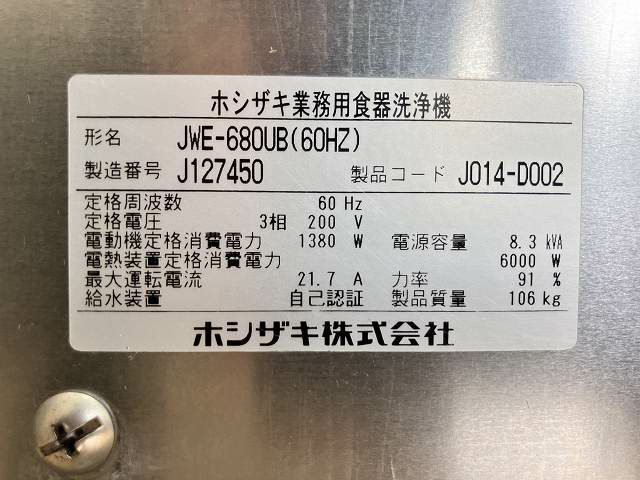 ホシザキ業務用食器洗浄機
形名 JWE-680UB(60HZ)
製造番号 J127450 製品コード J014-D002
定格周波数 60 Hz
定格電圧 3相 200 V
電動機定格消費電力 1380 W 電源容量 8.3 kVA
電熱装置定格消費電力 6000 W
最大運転電流 21.7 A 力率 91 %
給水装置 自己認証 製品質量 106 kg
ホシザキ株式会社